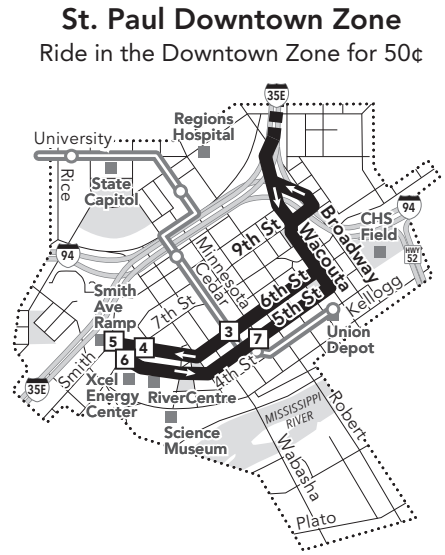 St. Paul Downtown Zone
Ride in the Downtown Zone for 50¢
35E
Regions
Hospital
University
Rice
State
Capitol
94
CHS
Field
HWY
52
94
9th St
Broadway
Wacouta
Minnesota
Cedar
Kellogg
6th St
5th St
Smith
Ave
Ramp
7th St
3
7
5
4
6
Union
Depot
Smith
4th St
35E
Xcel
Energy
Center
RiverCentre
Science
Museum
MISSISSIPPI
RIVER
Robert
Wabasha
Plato